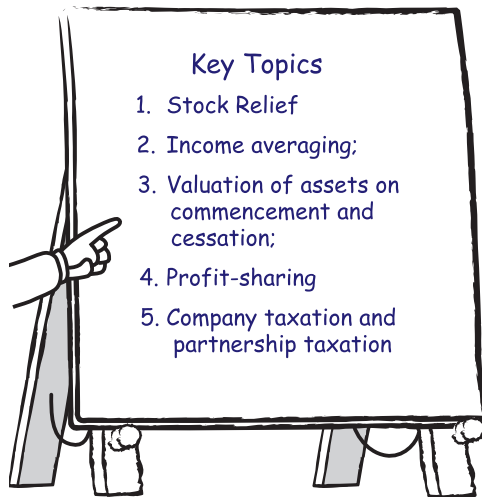 Key Topics
1. Stock Relief
2. Income averaging;
3. Valuation of assets on
commencement and
cessation;
4. Profit-sharing
5. Company taxation and
partnership taxation